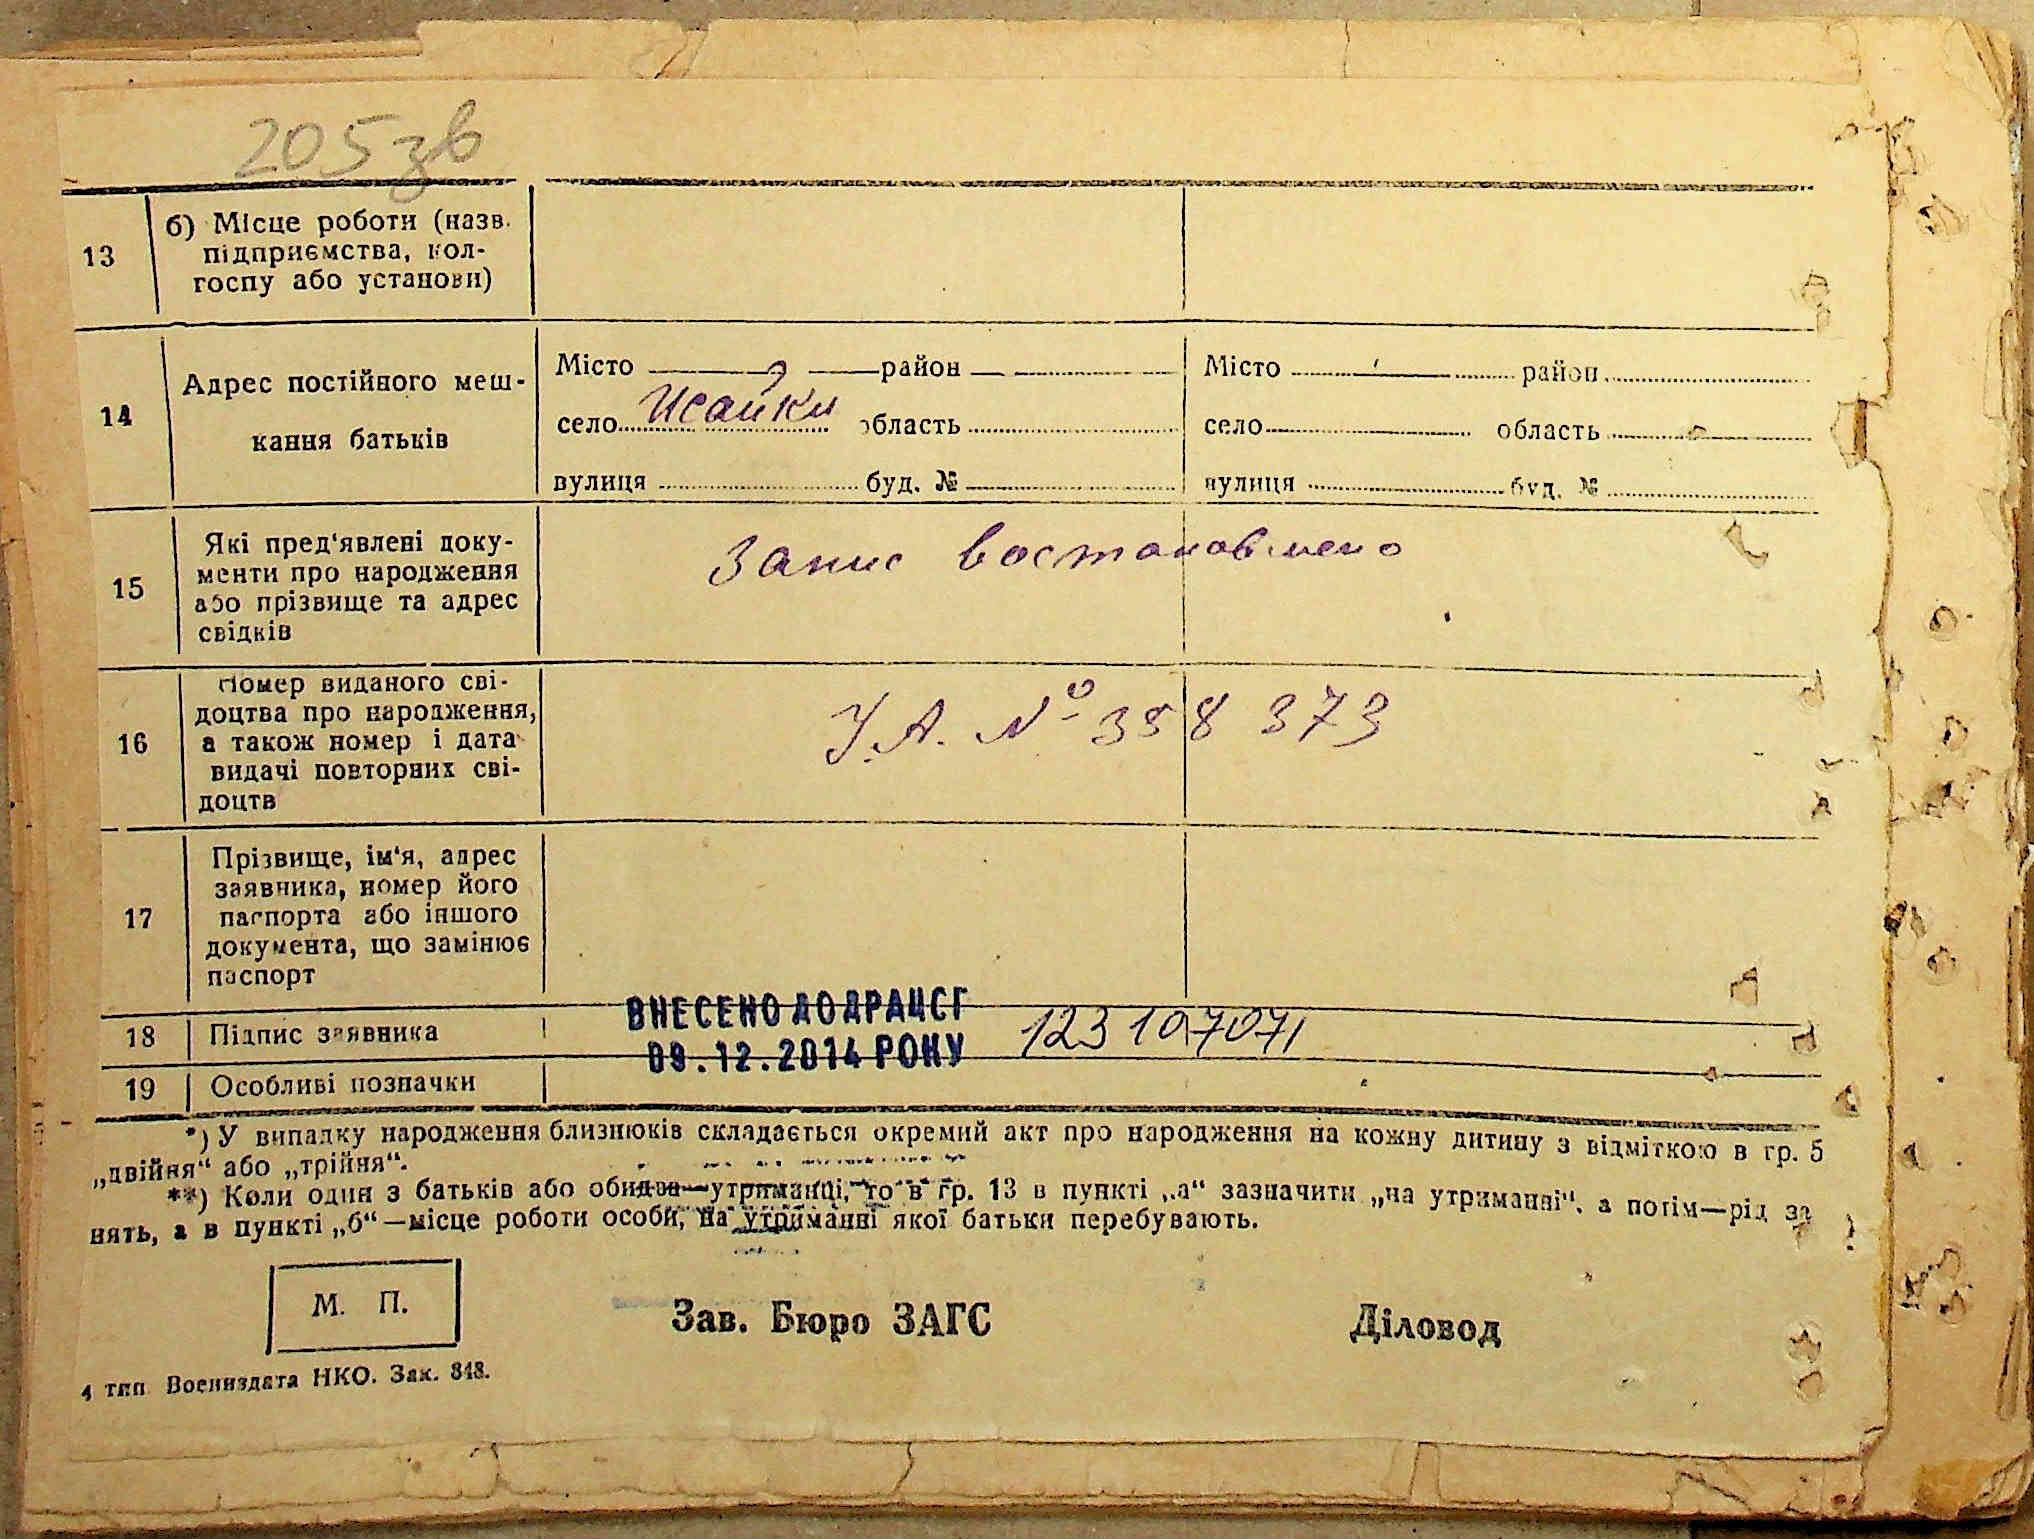 205 зв
13
б) Місце роботи (назв.
підприємства, кол-
госпу або установи)
14
Адрес постійного меш-
кання батьків
Місто район
село Исайки область
вулиця буд. №
Місто район
село область
вулиця буд. №
15
Які пред'явлені доку-
менти про народження
або прізвище та адрес
свідків
Запис востановлено
16
Номер виданого сві-
доцтва про народження,
а також номер і дата
видачі повторних сві-
доцтв
У.А. № 358 373
17
Прізвище, ім'я, адрес
заявника, номер його
паспорта або іншого
документа, що замінює
паспорт
18 Підпис заявника
ВНЕСЕНО ДО ДРАЦСГ
09.12.2014 РОКУ
123 107071
19 Особливі позначки
*) У випадку народження близнюків складається окремий акт про народження на кожну дитину з відміткою в гр. 5
„двійня“ або „трійня“.
**) Коли один з батьків або обидва—утриманці, то в гр. 13 в пункті „а“ зазначити „на утриманні“, а потім—рід за
нять, а в пункті „б“—місце роботи особи, на утриманні якої батьки перебувають.
М. П.
Зав. Бюро ЗАГС
Діловод
4 тип. Воениздата НКО. Зак. 848.